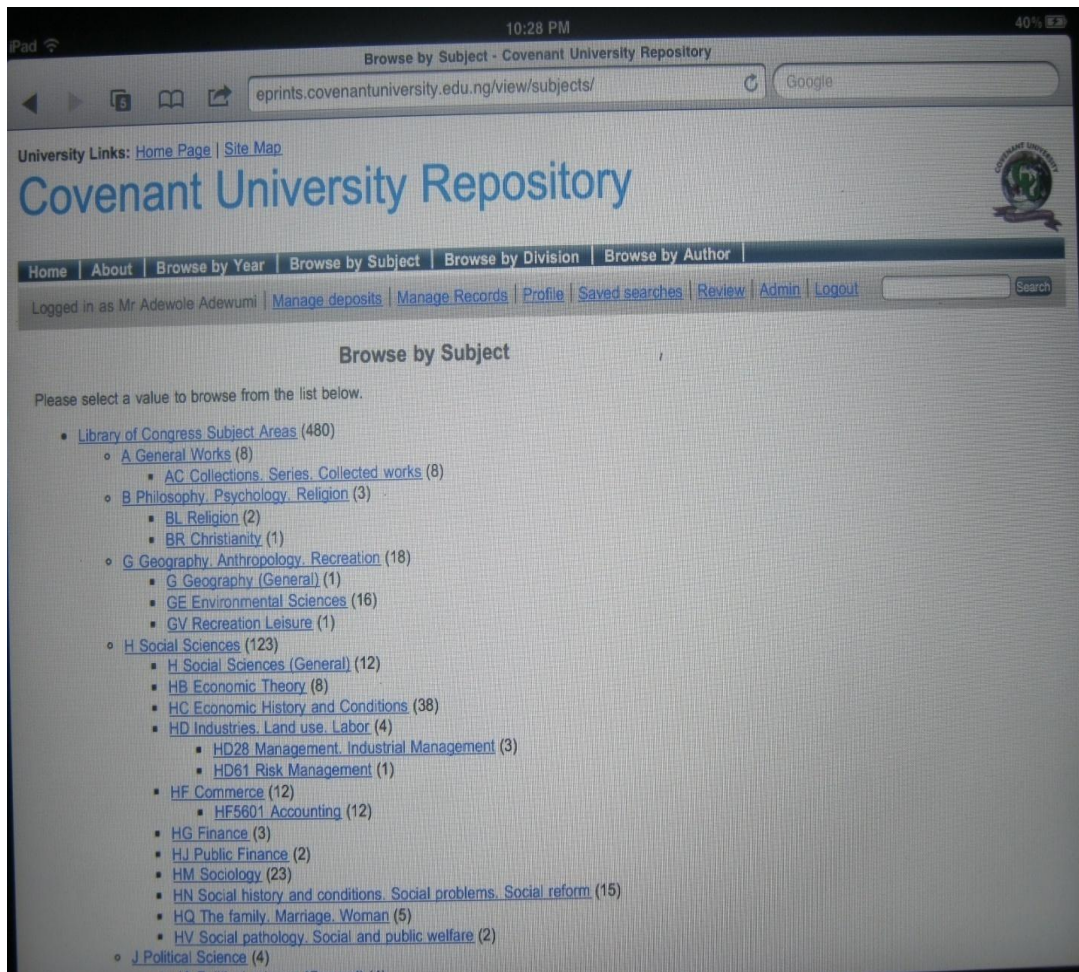 iPad 10:28 PM 40%
Browse by Subject - Covenant University Repository
5 eprints.covenantuniversity.edu.ng/view/subjects/ Google
University Links: Home Page | Site Map
COVENANT UNIVERSITY
Covenant University Repository
Home | About | Browse by Year | Browse by Subject | Browse by Division | Browse by Author |
Logged in as Mr Adewole Adewumi | Manage deposits | Manage Records | Profile | Saved searches | Review | Admin | Logout Search
Browse by Subject
Please select a value to browse from the list below.
Library of Congress Subject Areas (480)
A General Works (8)
AC Collections. Series. Collected works (8)
B Philosophy. Psychology. Religion (3)
BL Religion (2)
BR Christianity (1)
G Geography. Anthropology. Recreation (18)
G Geography (General) (1)
GE Environmental Sciences (16)
GV Recreation Leisure (1)
H Social Sciences (123)
H Social Sciences (General) (12)
HB Economic Theory (8)
HC Economic History and Conditions (38)
HD Industries. Land use. Labor (4)
HD28 Management. Industrial Management (3)
HD61 Risk Management (1)
HF Commerce (12)
HF5601 Accounting (12)
HG Finance (3)
HJ Public Finance (2)
HM Sociology (23)
HN Social history and conditions. Social problems. Social reform (15)
HQ The family. Marriage. Woman (5)
HV Social pathology. Social and public welfare (2)
J Political Science (4)